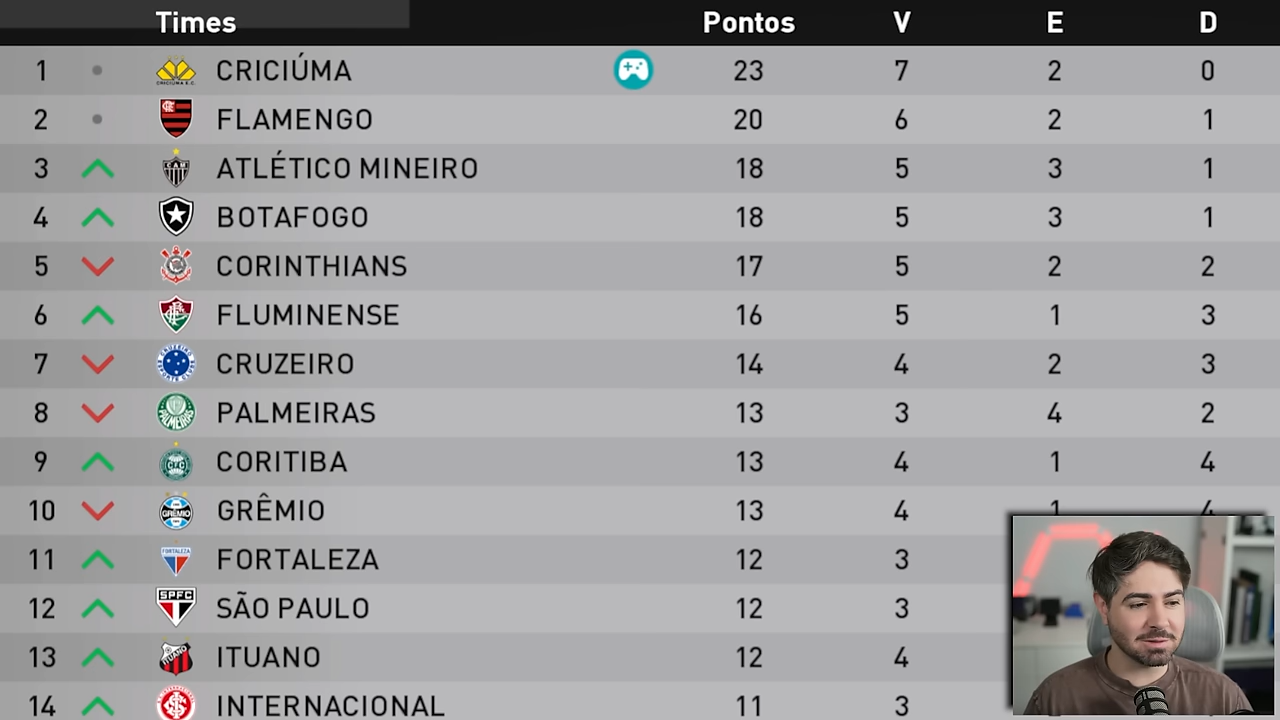 Times Pontos V E D
1 CRICIÚMA 23 7 2 0
2 FLAMENGO 20 6 2 1
3 ATLÉTICO MINEIRO 18 5 3 1
4 BOTAFOGO 18 5 3 1
5 CORINTHIANS 17 5 2 2
6 FLUMINENSE 16 5 1 3
7 CRUZEIRO 14 4 2 3
8 PALMEIRAS 13 3 4 2
9 CORITIBA 13 4 1 4
10 GRÊMIO 13 4 1 4
11 FORTALEZA 12 3
12 SÃO PAULO 12 3
13 ITUANO 12 4
14 INTERNACIONAL 11 3